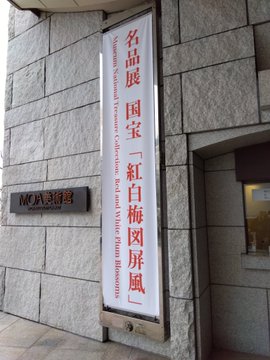 名品展 国宝「紅白梅図屏風」
Museum National Treasure Collection: Red and White Plum Blossoms
MOA美術館